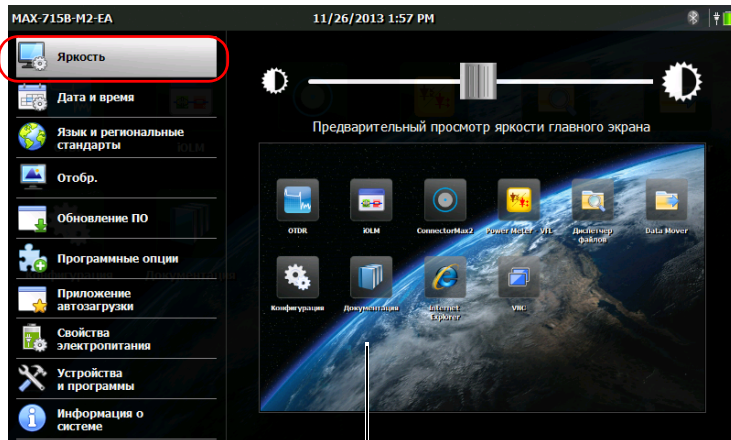 MAX-715B-M2-EA
11/26/2013 1:57 PM
Яркость
Дата и время
Язык и региональные
стандарты
Отобр.
Обновление ПО
Программные опции
Приложение
автозагрузки
Свойства
электропитания
Устройства
и программы
Информация о
системе
Предварительный просмотр яркости главного экрана
OTDR
iOLM
ConnectorMax2
Power Meter - VFL
Диспетчер
файлов
Data Mover
Конфигурация
Документация
Internet
Explorer
VNC